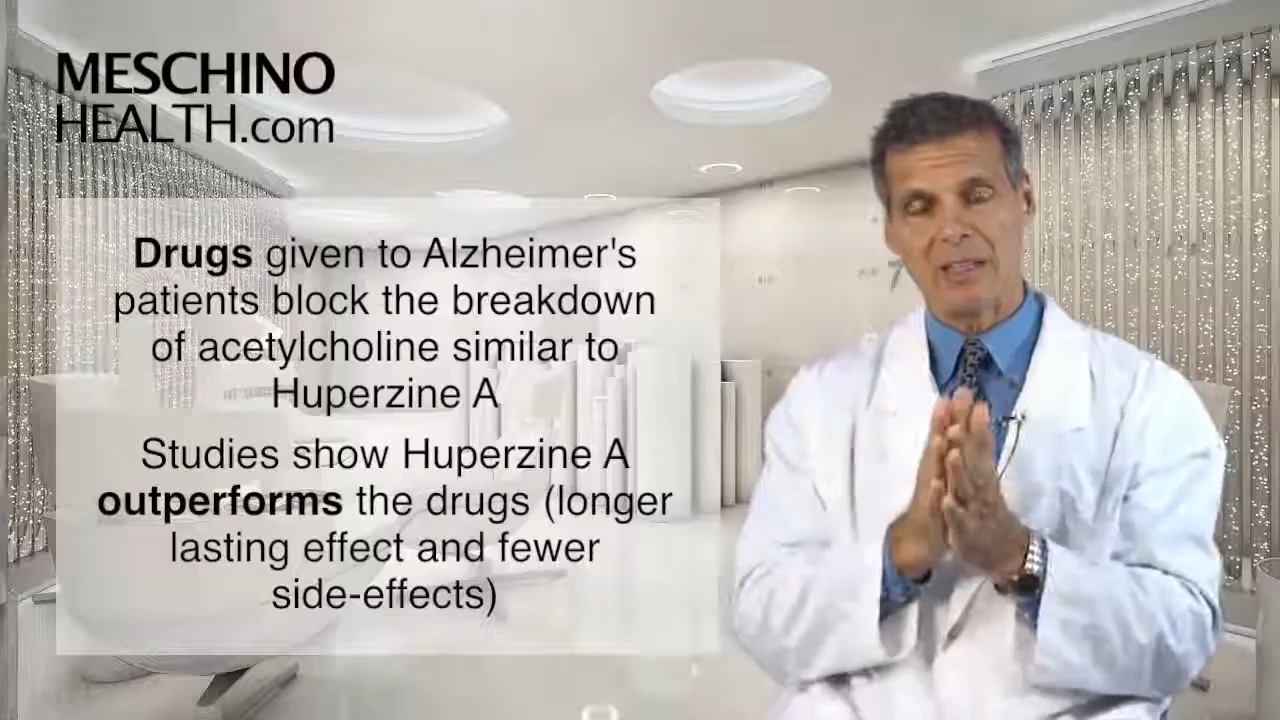 MESCHINO
HEALTH.com
Drugs given to Alzheimer's
patients block the breakdown
of acetylcholine similar to
Huperzine A
Studies show Huperzine A
outperforms the drugs (longer
lasting effect and fewer
side-effects)